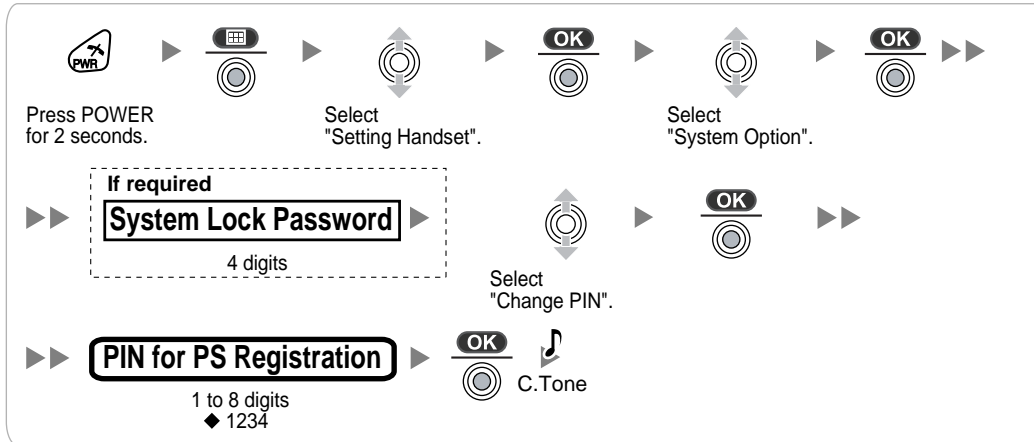 PWR
OK
OK
Press POWER
for 2 seconds.
Select
"Setting Handset".
Select
"System Option".
If required
System Lock Password
4 digits
OK
Select
"Change PIN".
PIN for PS Registration
1 to 8 digits
◆ 1234
OK
C.Tone